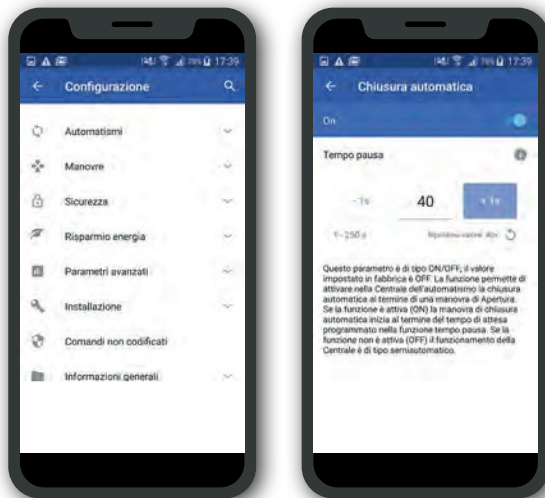 17:39
Configurazione
Automatismi
Manovre
Sicurezza
Risparmio energia
Parametri avanzati
Installazione
Comandi non codificati
Informazioni generali
17:39
Chiusura automatica
On
Tempo pausa
- 1s 40 + 1s
1-250 s
Questo parametro è di tipo ON/OFF; il valore
impostato in fabbrica è OFF. La funzione permette di
attivare nella Centrale dell'automatismo la chiusura
automatica al termine di una manovra di Apertura.
Se la funzione è attiva (ON) la manovra di chiusura
automatica inizia al termine del tempo di attesa
programmato nella funzione tempo pausa. Se la
funzione non è attiva (OFF) il funzionamento della
Centrale è di tipo semiautomatico.